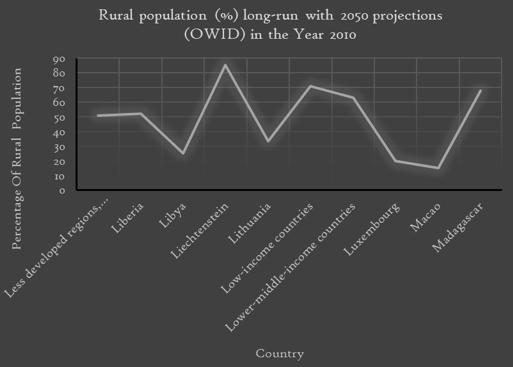 Rural population (%) long-run with 2050 projections
(OWID) in the Year 2010
Percentage Of Rural Population
90
80
70
60
50
40
30
20
10
0
Less developed regions,...
Liberia
Libya
Liechtenstein
Lithuania
Low-income countries
Lower-middle-income countries
Luxembourg
Macao
Madagascar
Country